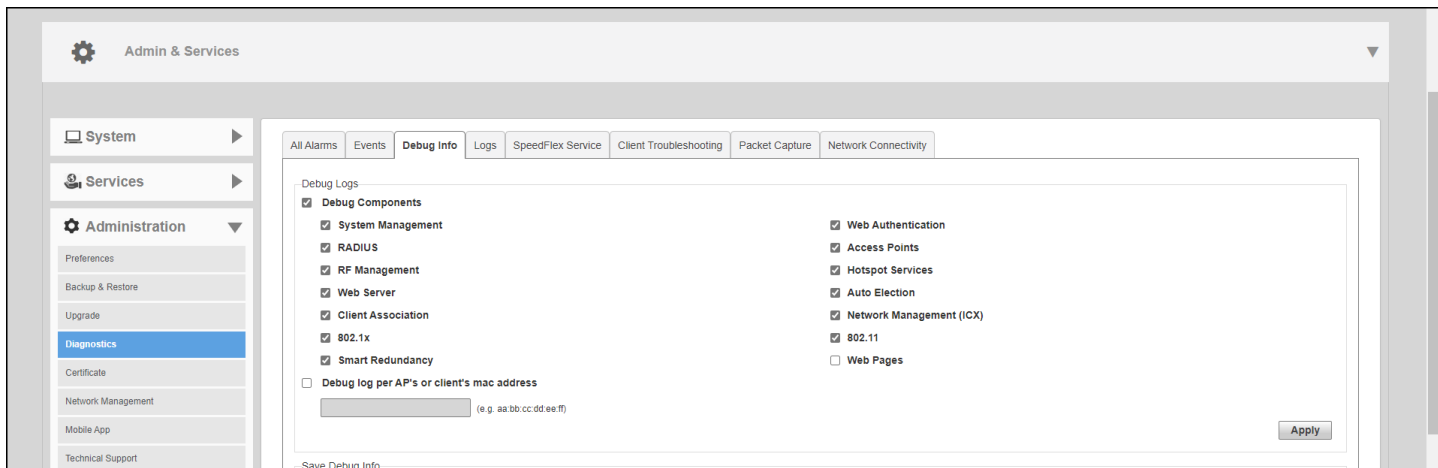 Admin & Services
System
Services
Administration
Preferences
Backup & Restore
Upgrade
Diagnostics
Certificate
Network Management
Mobile App
Technical Support
All Alarms Events Debug Info Logs SpeedFlex Service Client Troubleshooting Packet Capture Network Connectivity
Debug Logs
Debug Components
System Management Web Authentication
RADIUS Access Points
RF Management Hotspot Services
Web Server Auto Election
Client Association Network Management (ICX)
802.1x 802.11
Smart Redundancy Web Pages
Debug log per AP's or client's mac address
(e.g. aa:bb:cc:dd:ee:ff)
Apply
Save Debug Info